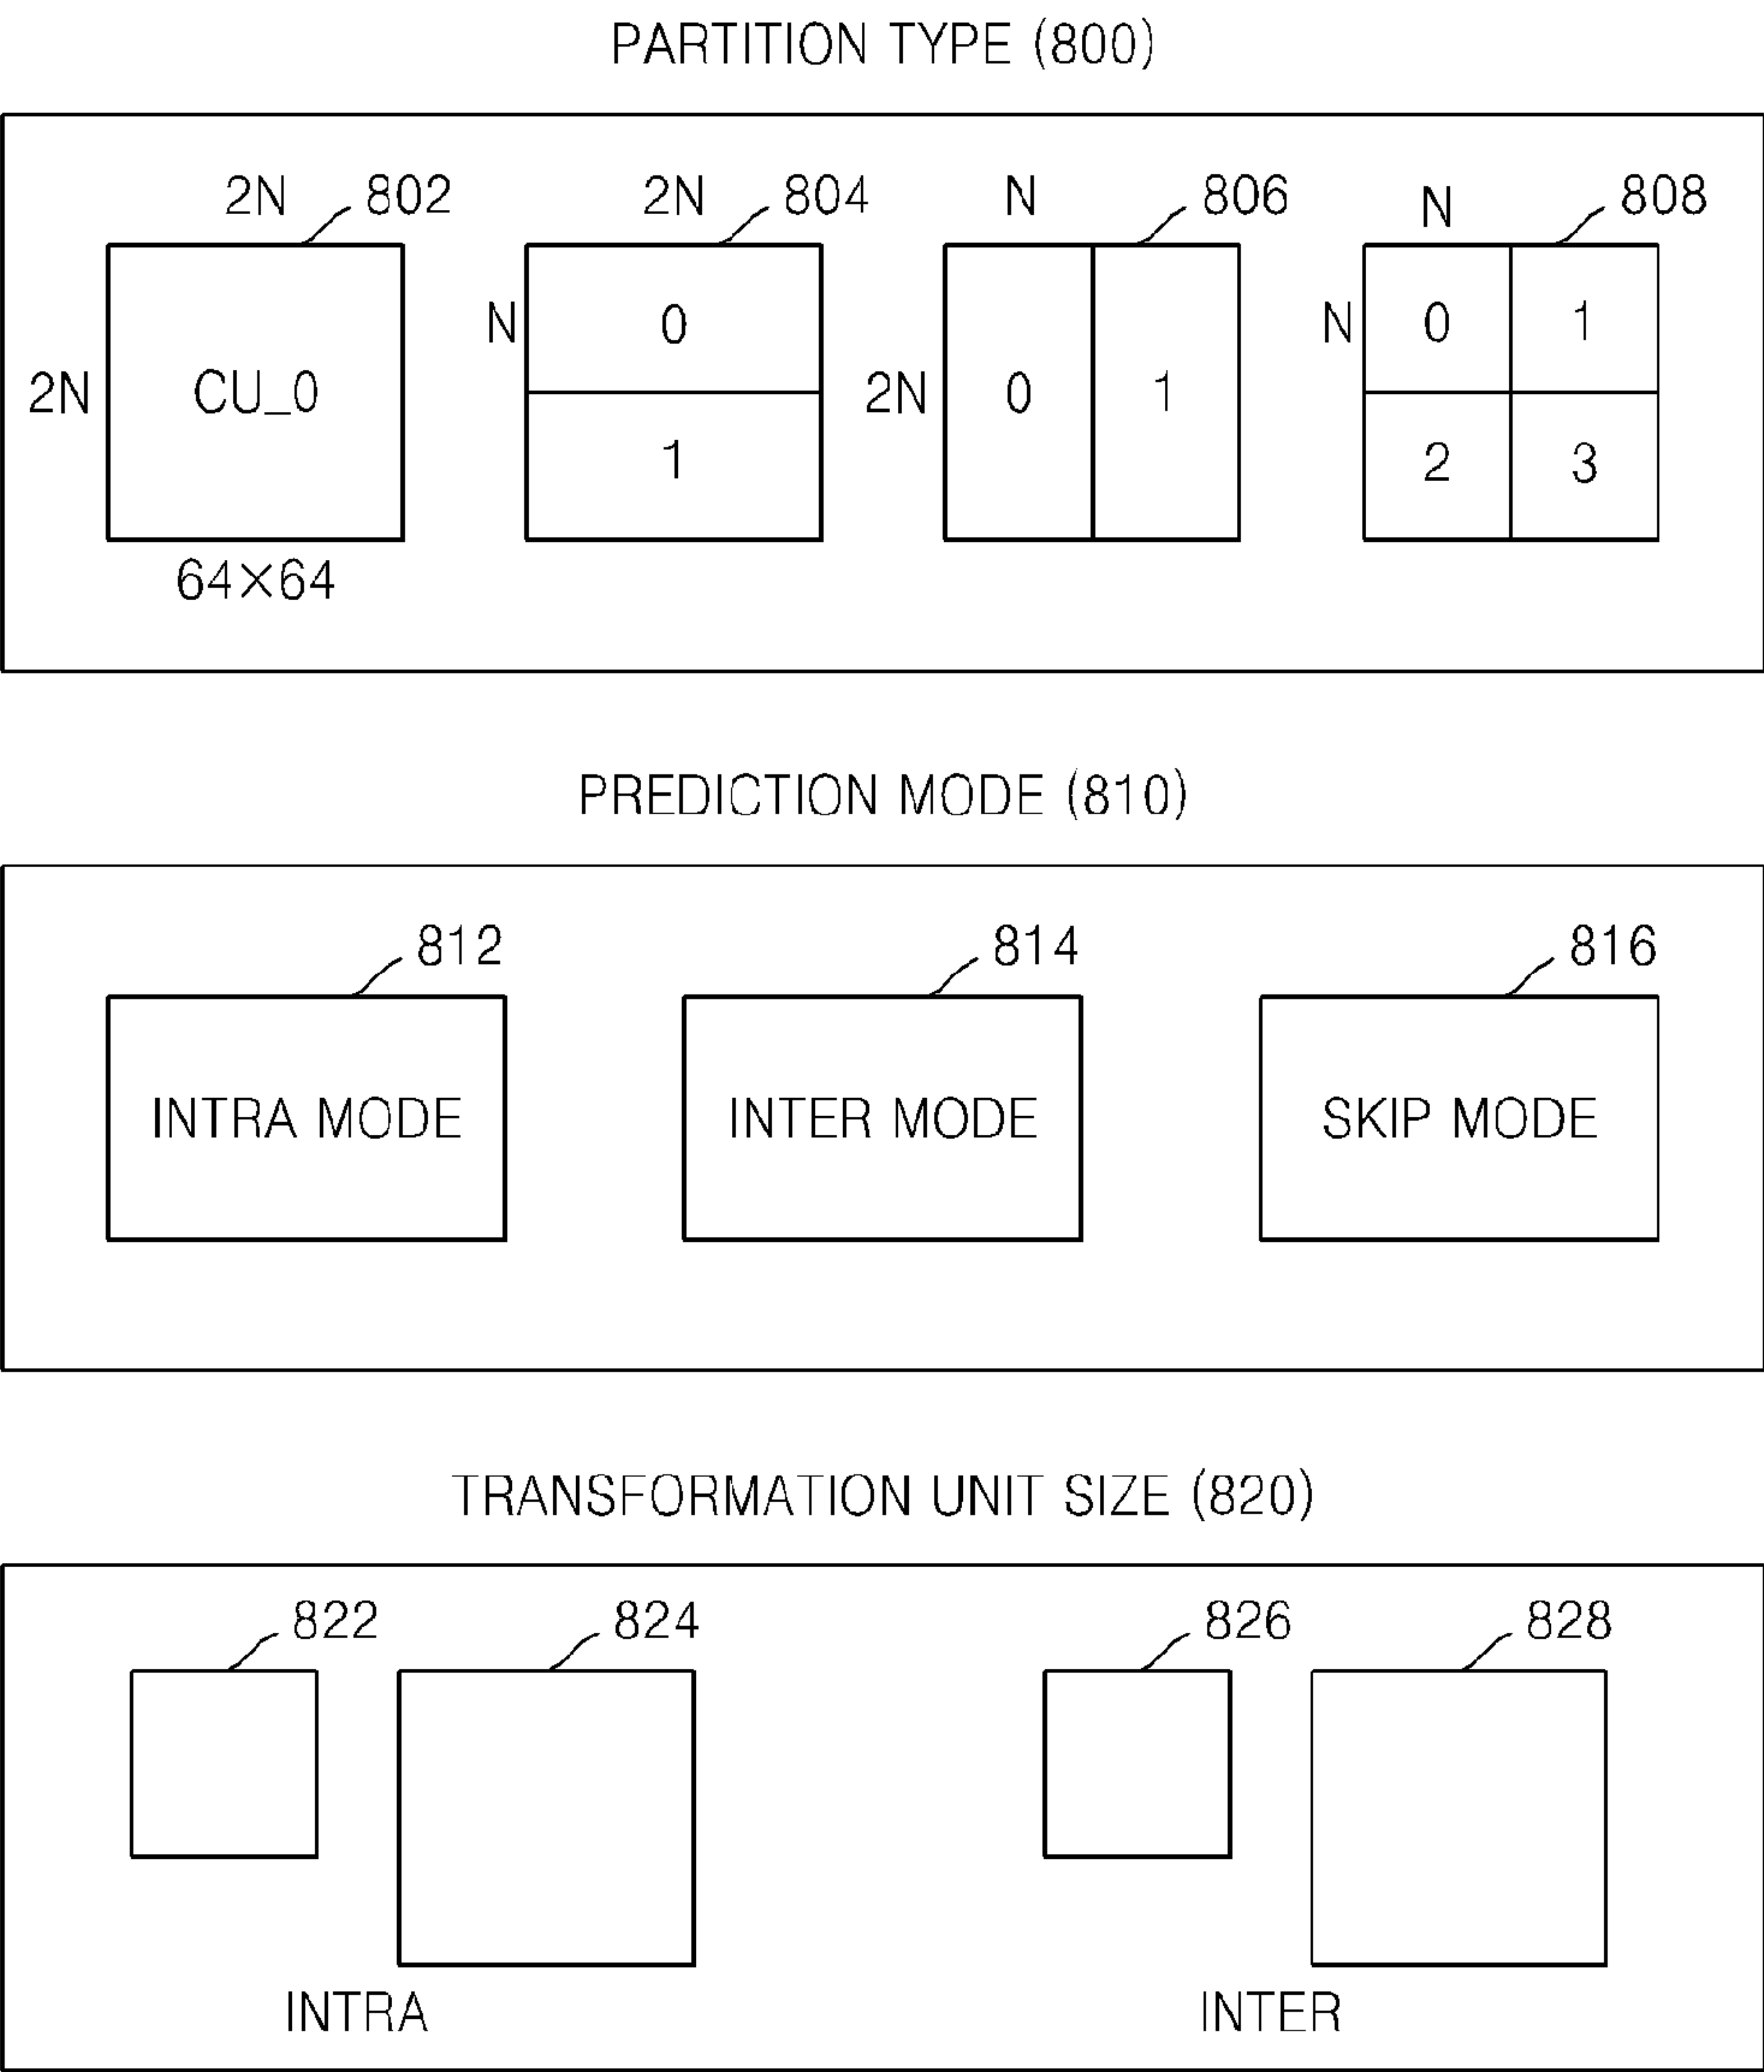 PARTITION TYPE (800)
2N 802 2N 804 N 806 N 808
N 0 N 0 1
2N CU_0 2N 0 1
1 2 3
64×64
PREDICTION MODE (810)
812 814 816
INTRA MODE INTER MODE SKIP MODE
TRANSFORMATION UNIT SIZE (820)
822 824 826 828
INTRA INTER